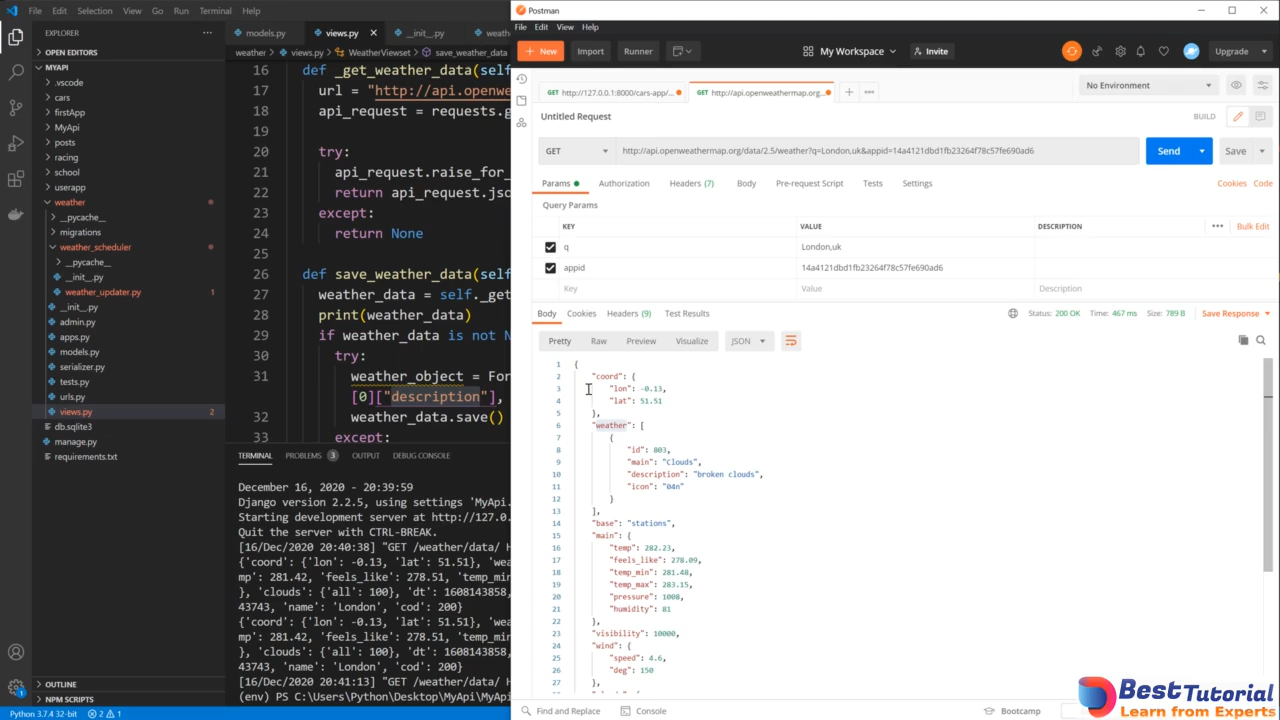 File Edit Selection View Go Run Terminal Help
EXPLORER
OPEN EDITORS
MYAPI
.vscode
cars
firstApp
MyApi
posts
racing
school
userapp
weather
__pycache__
migrations
weather_scheduler
__pycache__
__init__.py
weather_updater.py 1
__init__.py
admin.py
apps.py
models.py
serializer.py
tests.py
urls.py
views.py 2
db.sqlite3
manage.py
requirements.txt
OUTLINE
NPM SCRIPTS
Python 3.7.4 32-bit 2 1
models.py views.py __init__.py
weather > views.py > WeatherViewset > save_weather_data
16 def _get_weather_data(self
17 url = "http://api.openwe
18 api_request = requests.g
19
20 try:
21 api_request.raise_for_
22 return api_request.js
23 except:
24 return None
25
26 def save_weather_data(self
27 weather_data = self._get
28 print(weather_data)
29 if weather_data is not N
30 try:
31 weather_object = For
[0]["description"],
32 weather_data.save()
33 except:
TERMINAL PROBLEMS 3 OUTPUT DEBUG CONSOLE
December 16, 2020 - 20:39:59
Django version 2.2.5, using settings 'MyApi
Starting development server at http://127.0.
Quit the server with CTRL-BREAK.
[16/Dec/2020 20:40:38] "GET /weather/data/ H
{'coord': {'lon': -0.13, 'lat': 51.51}, 'wea
p': 281.42, 'feels_like': 278.51, 'temp_min
}, 'clouds': {'all': 100}, 'dt': 1608143858,
43743, 'name': 'London', 'cod': 200}
{'coord': {'lon': -0.13, 'lat': 51.51}, 'wea
p': 281.42, 'feels_like': 278.51, 'temp_min
}, 'clouds': {'all': 100}, 'dt': 1608143858,
43743, 'name': 'London', 'cod': 200}
[16/Dec/2020 20:41:13] "GET /weather/data/ H
(env) PS C:\Users\Python\Desktop\MyApi\MyApi
Postman
File Edit View Help
New Import Runner My Workspace Invite Upgrade
GET http://127.0.0.1:8000/cars-app/... GET http://api.openweathermap.org... No Environment
Untitled Request BUILD
GET http://api.openweathermap.org/data/2.5/weather?q=London,uk&appid=14a4121dbd1fb23264f78c57fe690ad6 Send Save
Params Authorization Headers (7) Body Pre-request Script Tests Settings Cookies Code
Query Params
KEY VALUE DESCRIPTION ••• Bulk Edit
q London,uk
appid 14a4121dbd1fb23264f78c57fe690ad6
Key Value Description
Body Cookies Headers (9) Test Results Status: 200 OK Time: 467 ms Size: 789 B Save Response
Pretty Raw Preview Visualize JSON
1 {
2 "coord": {
3 "lon": -0.13,
4 "lat": 51.51
5 },
6 "weather": [
7 {
8 "id": 803,
9 "main": "Clouds",
10 "description": "broken clouds",
11 "icon": "04n"
12 }
13 ],
14 "base": "stations",
15 "main": {
16 "temp": 282.23,
17 "feels_like": 278.09,
18 "temp_min": 281.48,
19 "temp_max": 283.15,
20 "pressure": 1008,
21 "humidity": 81
22 },
23 "visibility": 10000,
24 "wind": {
25 "speed": 4.6,
26 "deg": 150
27 },
Find and Replace Console Bootcamp
BestTutorial
Learn from Experts